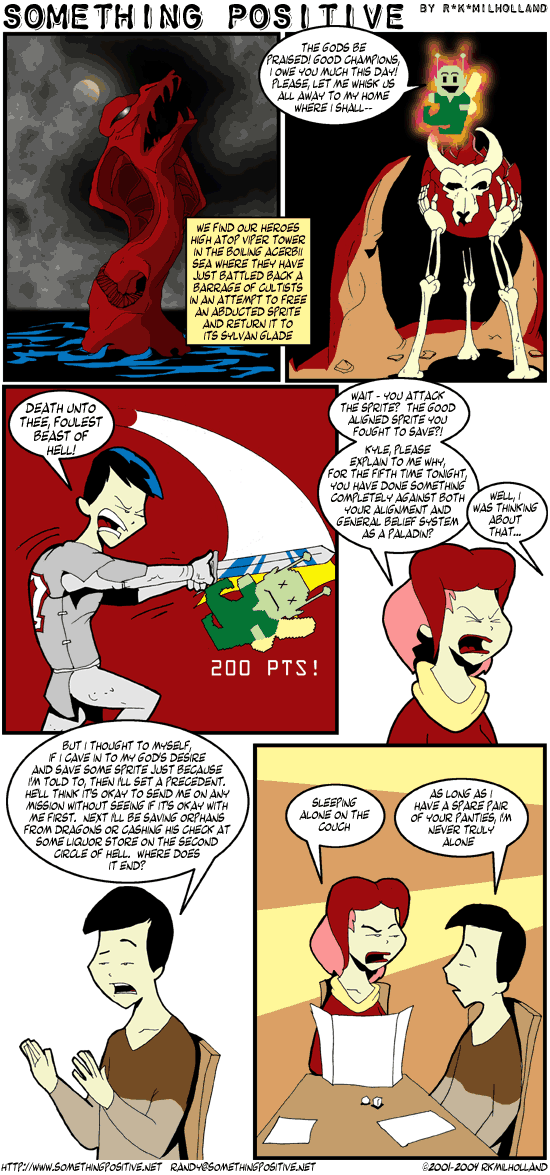 SOMETHING POSITIVE BY R*K*MILHOLLAND
THE GODS BE
PRAISED! GOOD CHAMPIONS,
I OWE YOU MUCH THIS DAY!
PLEASE, LET ME WHISK US
ALL AWAY TO MY HOME
WHERE I SHALL--
WE FIND OUR HEROES
HIGH ATOP VIPER TOWER
IN THE BOILING ACERBII
SEA WHERE THEY HAVE
JUST BATTLED BACK A
BARRAGE OF CULTISTS
IN AN ATTEMPT TO FREE
AN ABDUCTED SPRITE
AND RETURN IT TO
ITS SYLVAN GLADE
DEATH UNTO
THEE, FOULEST
BEAST OF
HELL!
200 PTS!
WAIT - YOU ATTACK
THE SPRITE? THE GOOD
ALIGNED SPRITE YOU
FOUGHT TO SAVE?!
KYLE, PLEASE
EXPLAIN TO ME WHY,
FOR THE FIFTH TIME TONIGHT,
YOU HAVE DONE SOMETHING
COMPLETELY AGAINST BOTH
YOUR ALIGNMENT AND
GENERAL BELIEF SYSTEM
AS A PALADIN?
WELL, I
WAS THINKING
ABOUT
THAT...
BUT I THOUGHT TO MYSELF,
IF I CAVE IN TO MY GOD'S DESIRE
AND SAVE SOME SPRITE JUST BECAUSE
I'M TOLD TO, THEN I'LL SET A PRECEDENT.
HE'LL THINK IT'S OKAY TO SEND ME ON ANY
MISSION WITHOUT SEEING IF IT'S OKAY WITH
ME FIRST. NEXT I'LL BE SAVING ORPHANS
FROM DRAGONS OR CASHING HIS CHECK AT
SOME LIQUOR STORE ON THE SECOND
CIRCLE OF HELL. WHERE DOES
IT END?
SLEEPING
ALONE ON THE
COUCH
AS LONG AS I
HAVE A SPARE PAIR
OF YOUR PANTIES, I'M
NEVER TRULY
ALONE
HTTP://WWW.SOMETHINGPOSITIVE.NET RANDY@SOMETHINGPOSITIVE.NET ©2001-2004 RKMILHOLLAND